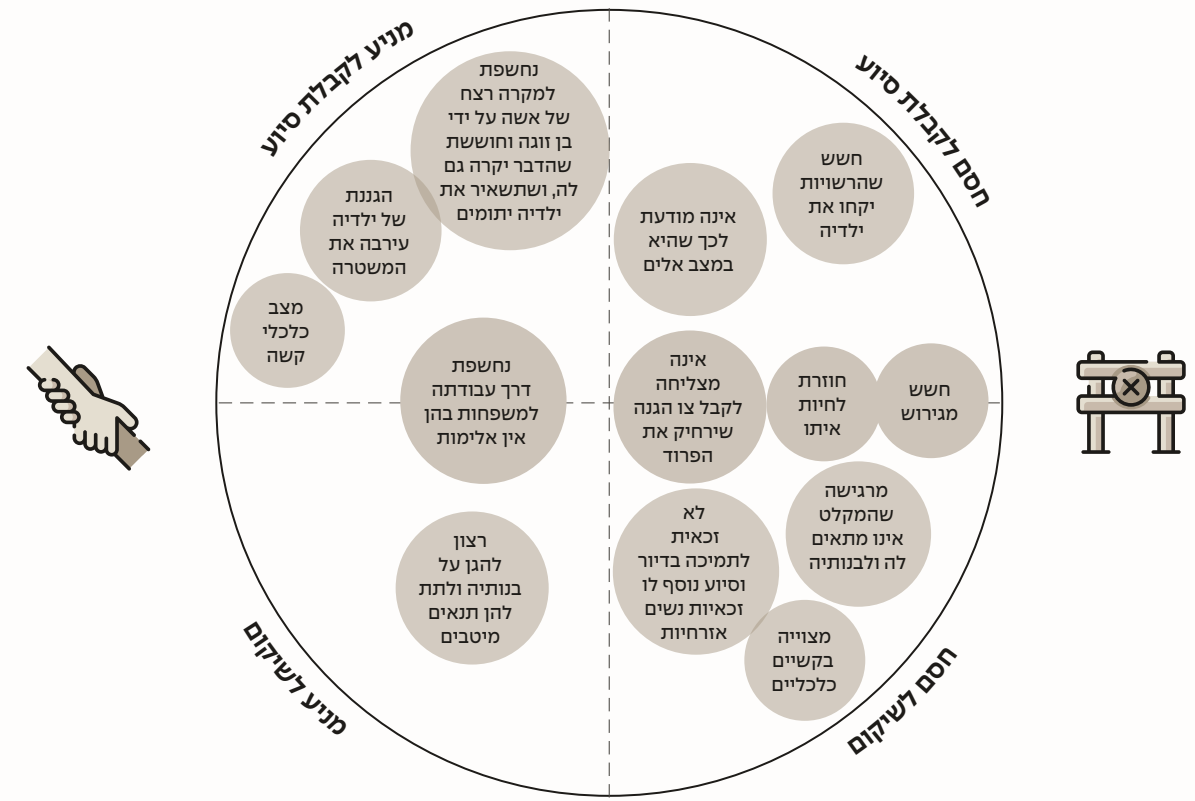 חסם לקבלת סיוע
חשש
שהרשויות
יקחו את
ילדיה
אינה מודעת
לכך שהיא
במצב אלים
מניע לקבלת סיוע
נחשפת
למקרה רצח
של אשה על ידי
בן זוגה וחוששת
שהדבר יקרה גם
לה, ושתשאיר את
ילדיה יתומים
הגננת
של ילדיה
עירבה את
המשטרה
מצב
כלכלי
קשה
חשש
מגירוש
חוזרת
לחיות
איתו
אינה
מצליחה
לקבל צו הגנה
שירחיק את
הפרוד
נחשפת
דרך עבודתה
למשפחות בהן
אין אלימות
מרגישה
שהמקלט
אינו מתאים
לה ולבנותיה
לא
זכאית
לתמיכה בדיור
וסיוע נוסף לו
זכאיות נשים
אזרחיות
מצוייה
בקשיים
כלכליים
חסם לשיקום
רצון
להגן על
בנותיה ולתת
להן תנאים
מיטבים
מניע לשיקום